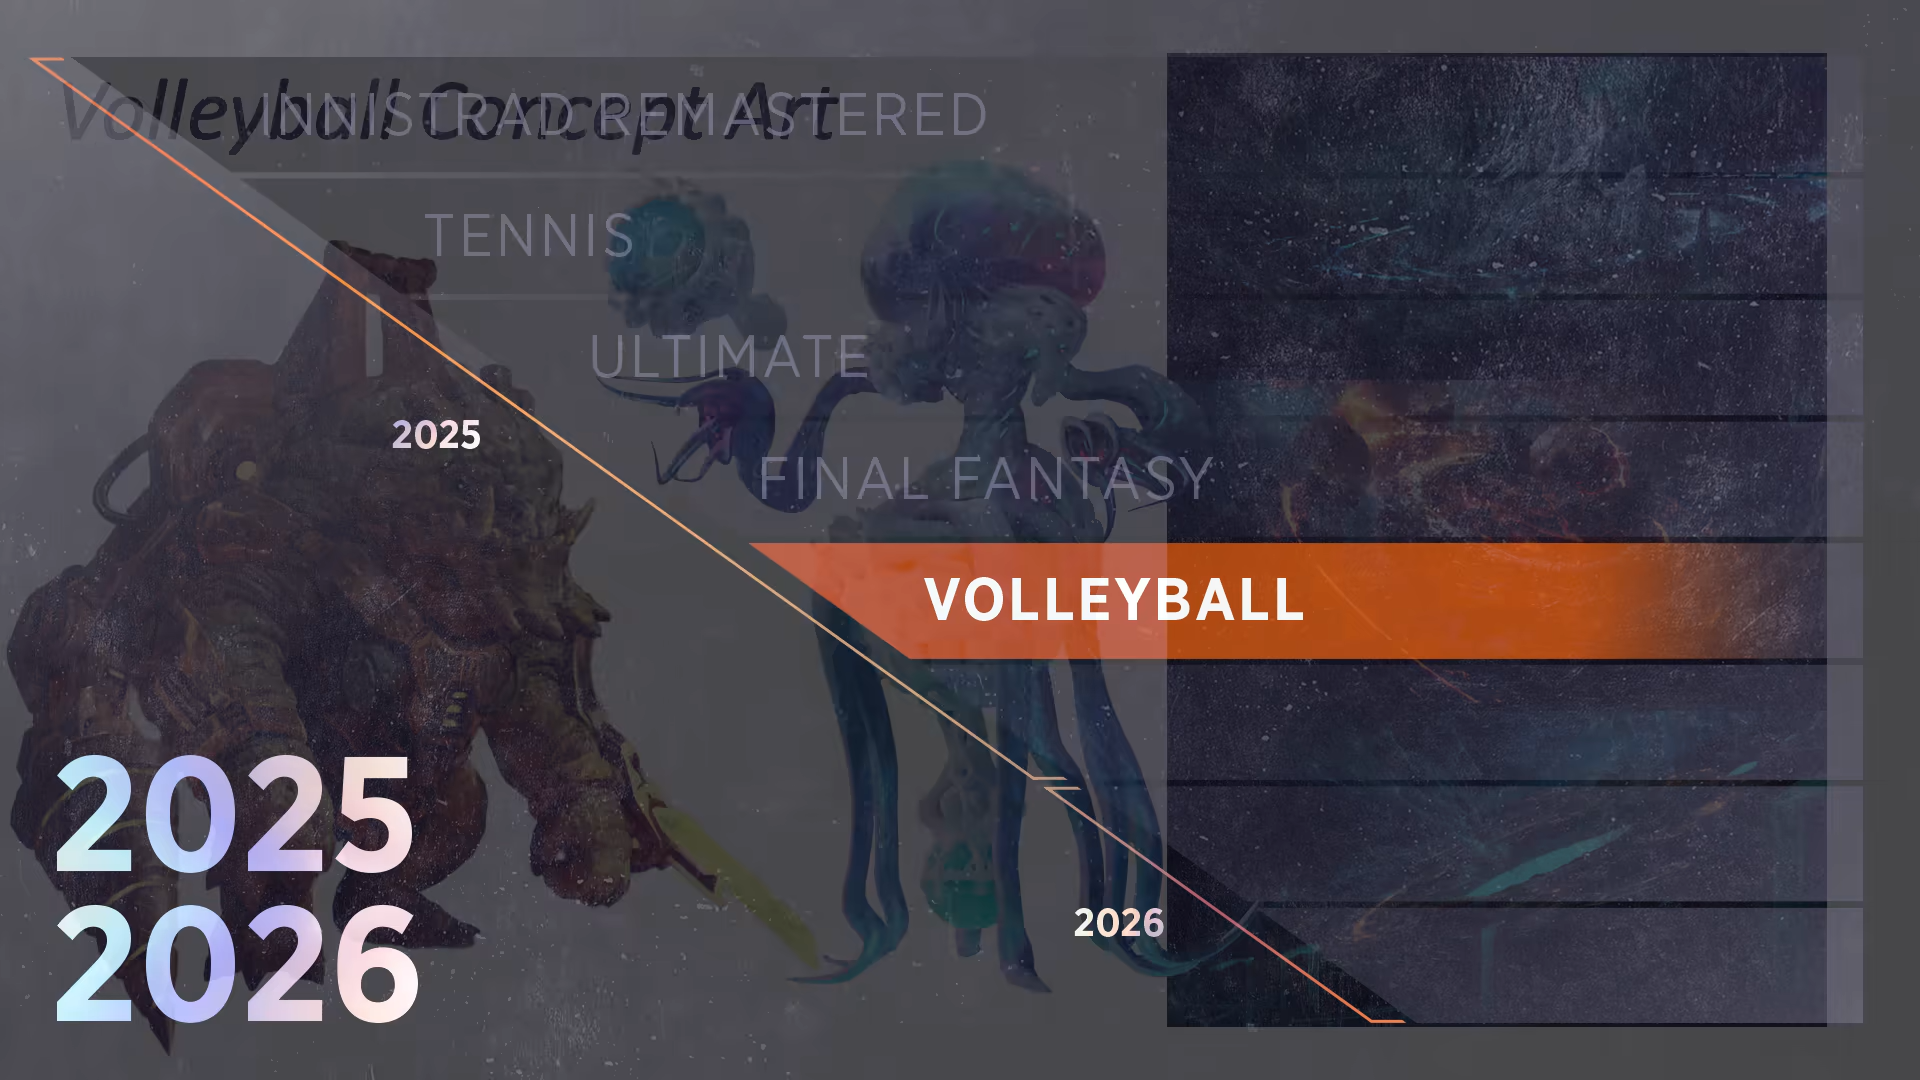 Volleyball Concept Art
INNISTRAD REMASTERED
TENNIS
ULTIMATE
2025
FINAL FANTASY
VOLLEYBALL
2025
2026
2026